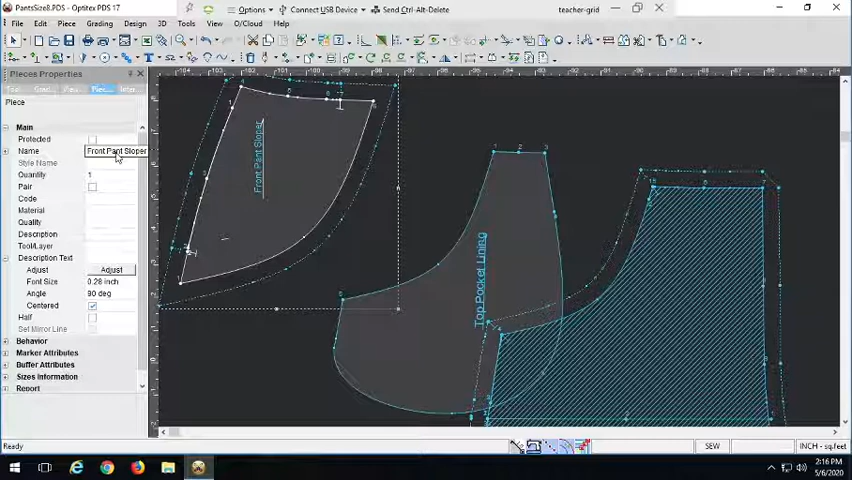 PantsSize8.PDS - Optitex PDS 17
Options
Connect USB Device
Send Ctrl-Alt-Delete
teacher-grid
File Edit Piece Grading Design 3D Tools View O/Cloud Help
Pieces Properties
Piece
Main
Protected
Name Front Pant Sloper
Style Name
Quantity 1
Pair
Code
Material
Quality
Description
Tool/Layer
Description Text
Adjust Adjust
Font Size 0.28 inch
Angle 90 deg
Centered
Half
Set Mirror Line
Behavior
Marker Attributes
Buffer Attributes
Sizes Information
Report
Front Pant Sloper
Top Pocket Lining
Ready
SEW
INCH - sq.feet
2:16 PM
5/6/2020